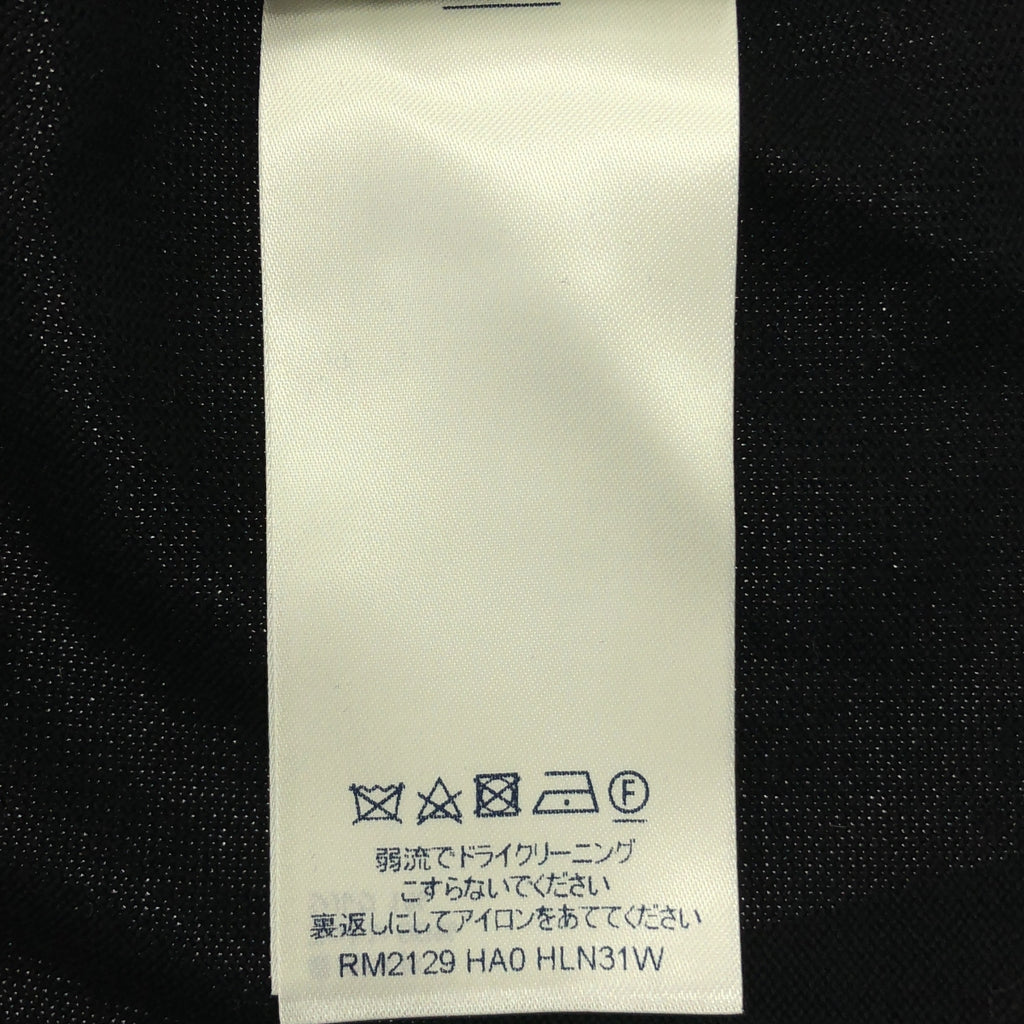 F
弱流でドライクリーニング
こすらないでください
裏返しにしてアイロンをあててください
RM2129 HA0 HLN31W